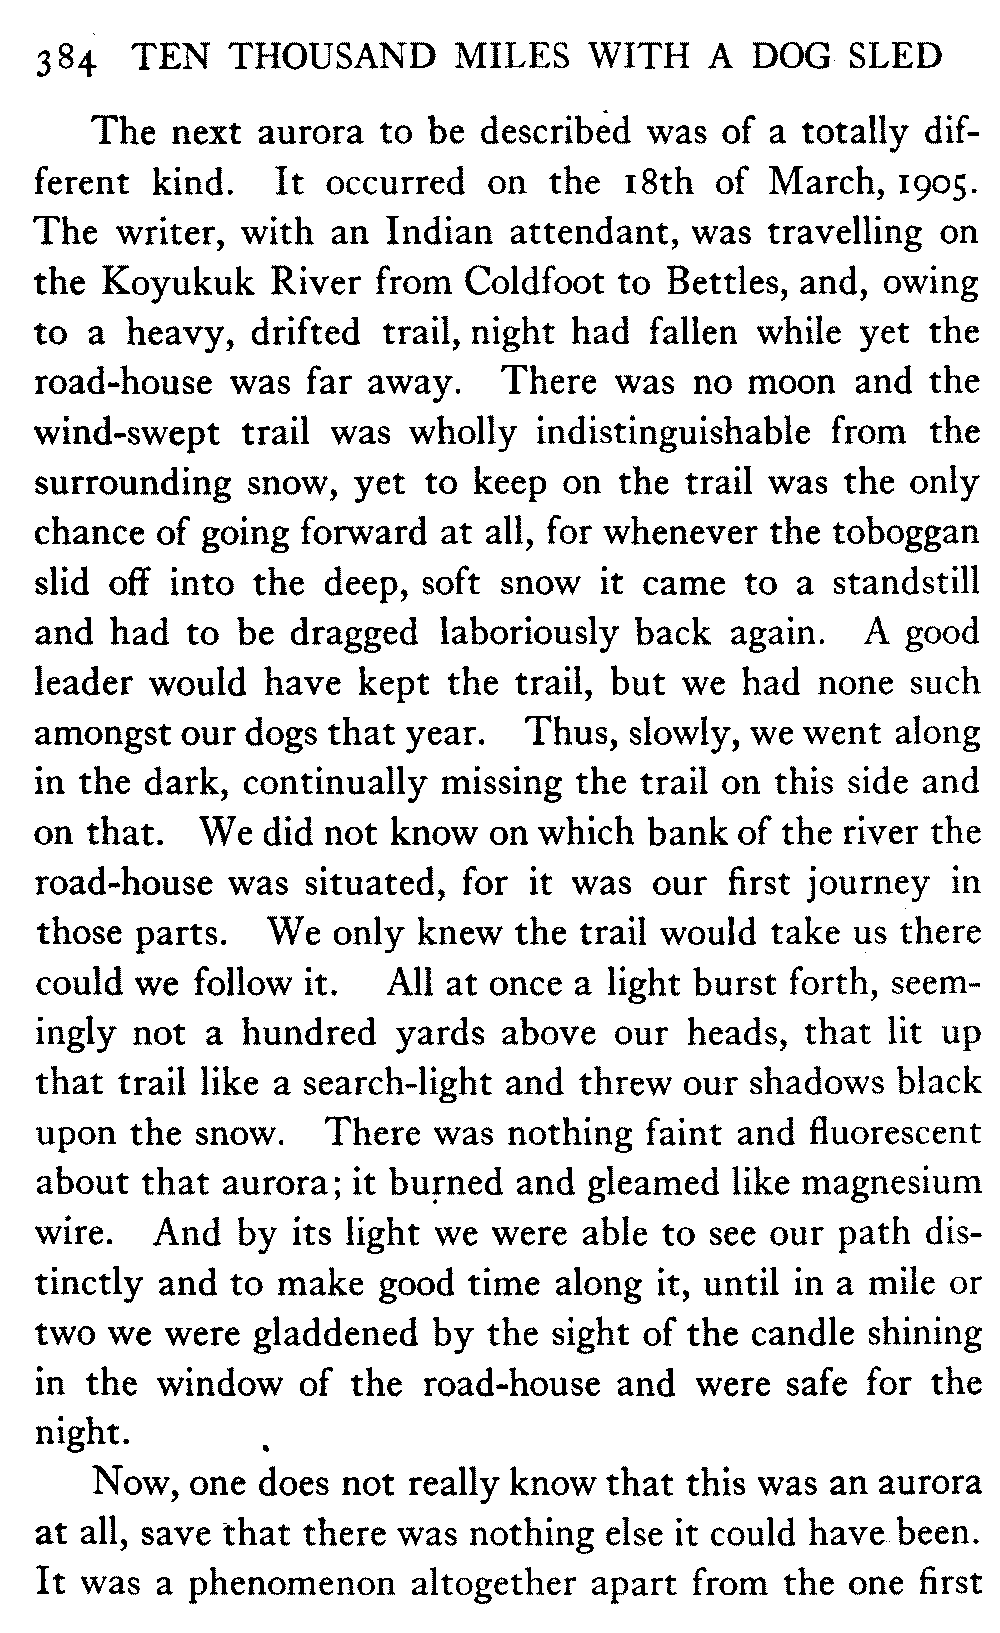 384 TEN THOUSAND MILES WITH A DOG SLED
The next aurora to be described was of a totally dif-
ferent kind. It occurred on the 18th of March, 1905.
The writer, with an Indian attendant, was travelling on
the Koyukuk River from Coldfoot to Bettles, and, owing
to a heavy, drifted trail, night had fallen while yet the
road-house was far away. There was no moon and the
wind-swept trail was wholly indistinguishable from the
surrounding snow, yet to keep on the trail was the only
chance of going forward at all, for whenever the toboggan
slid off into the deep, soft snow it came to a standstill
and had to be dragged laboriously back again. A good
leader would have kept the trail, but we had none such
amongst our dogs that year. Thus, slowly, we went along
in the dark, continually missing the trail on this side and
on that. We did not know on which bank of the river the
road-house was situated, for it was our first journey in
those parts. We only knew the trail would take us there
could we follow it. All at once a light burst forth, seem-
ingly not a hundred yards above our heads, that lit up
that trail like a search-light and threw our shadows black
upon the snow. There was nothing faint and fluorescent
about that aurora; it burned and gleamed like magnesium
wire. And by its light we were able to see our path dis-
tinctly and to make good time along it, until in a mile or
two we were gladdened by the sight of the candle shining
in the window of the road-house and were safe for the
night.
Now, one does not really know that this was an aurora
at all, save that there was nothing else it could have been.
It was a phenomenon altogether apart from the one first